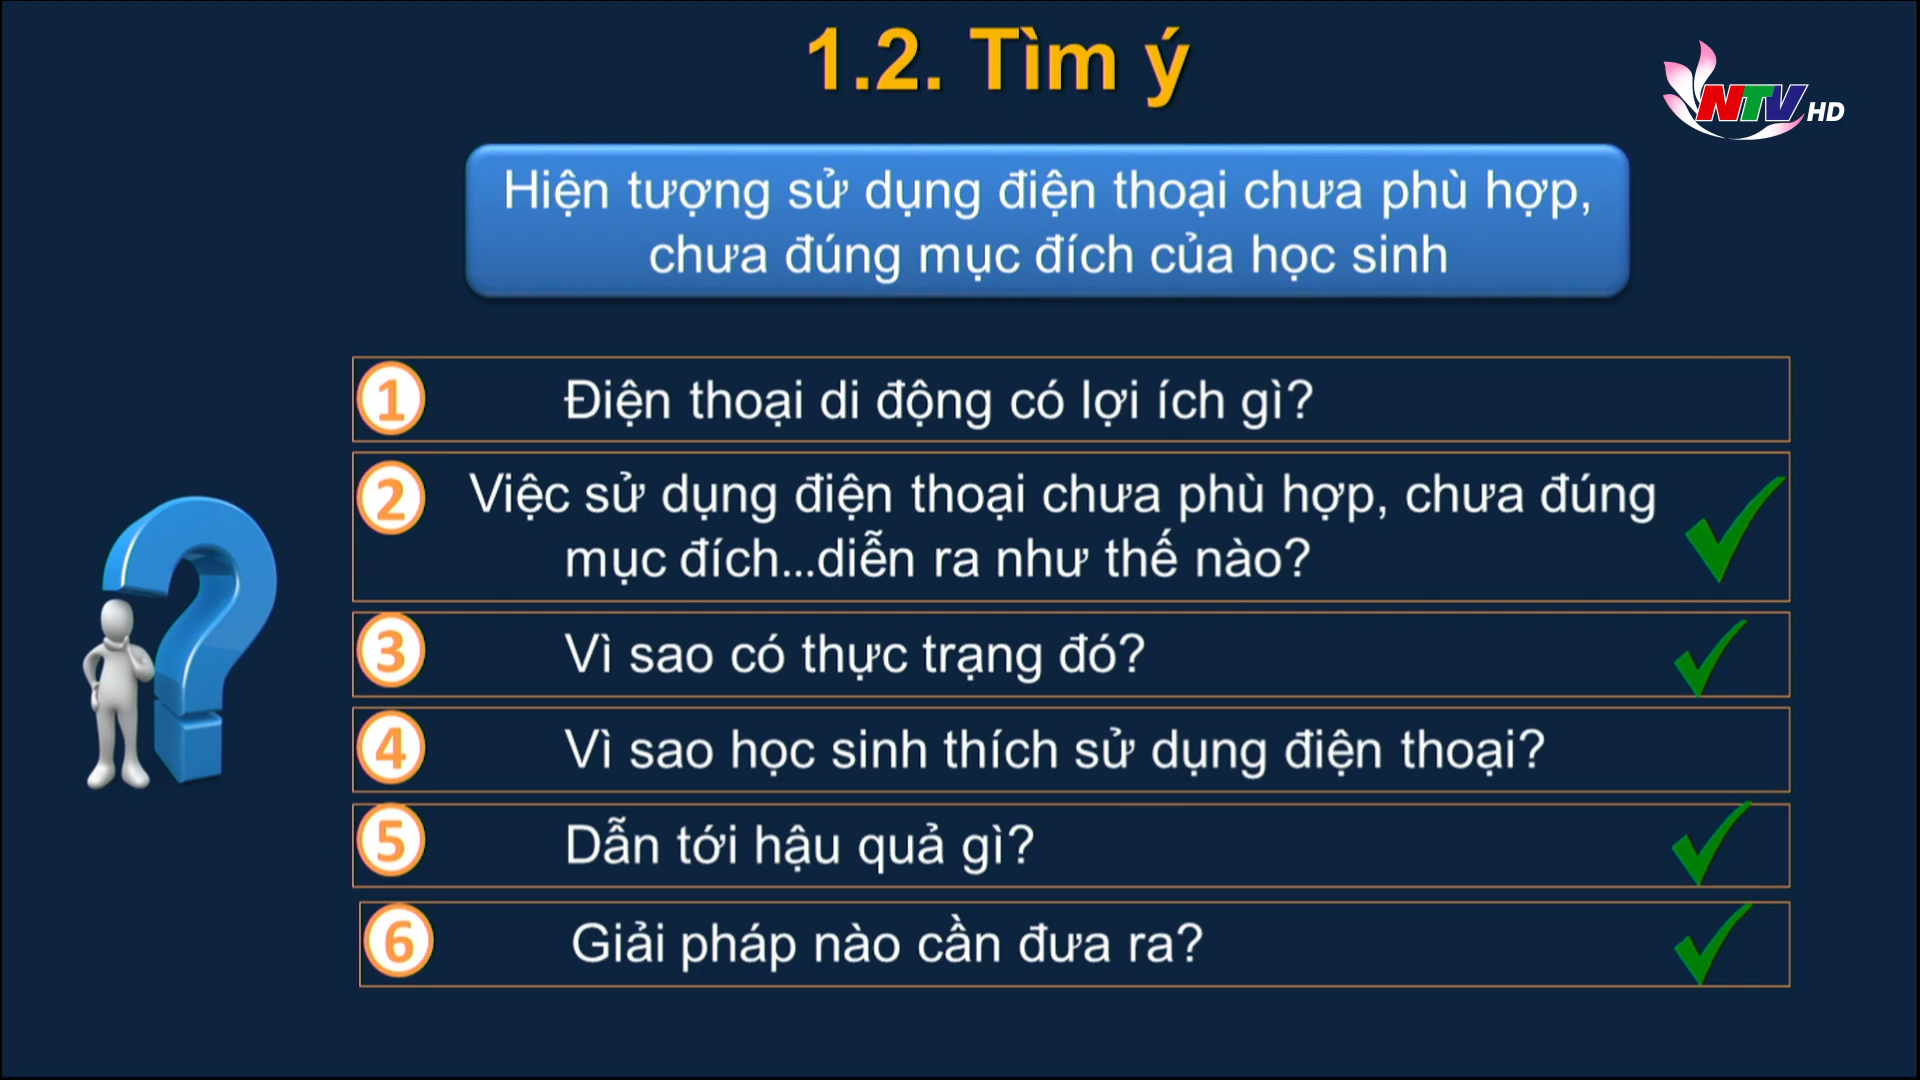 1.2. Tìm ý
NTV HD
Hiện tượng sử dụng điện thoại chưa phù hợp,
chưa đúng mục đích của học sinh
1 Điện thoại di động có lợi ích gì?
2 Việc sử dụng điện thoại chưa phù hợp, chưa đúng
mục đích...diễn ra như thế nào?
3 Vì sao có thực trạng đó?
4 Vì sao học sinh thích sử dụng điện thoại?
5 Dẫn tới hậu quả gì?
6 Giải pháp nào cần đưa ra?